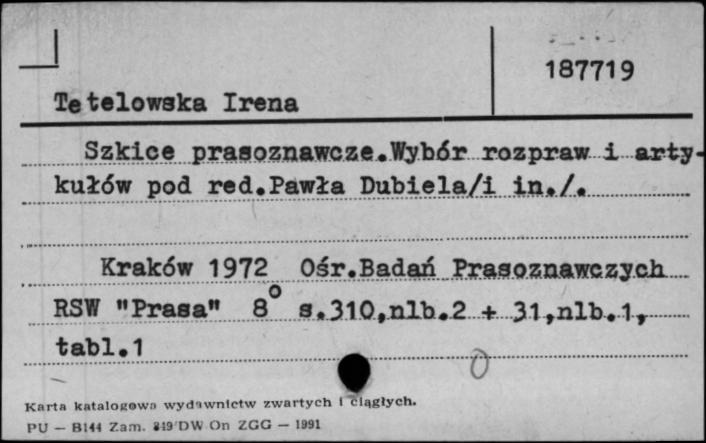 187719
Tetelowska Irena
Szkice prasoznawcze.Wybór rozpraw i arty-
kułów pod red.Pawła Dubiela/i in./.
Kraków 1972 Ośr.Badań Prasoznawczych
RSW "Prasa" 8° s.310,nlb.2 + 31,nlb.1,
tabl.1
0
Karta katalogowa wydawnictw zwartych i ciągłych.
PU — B144 Zam. 849 DW On ZGG — 1991